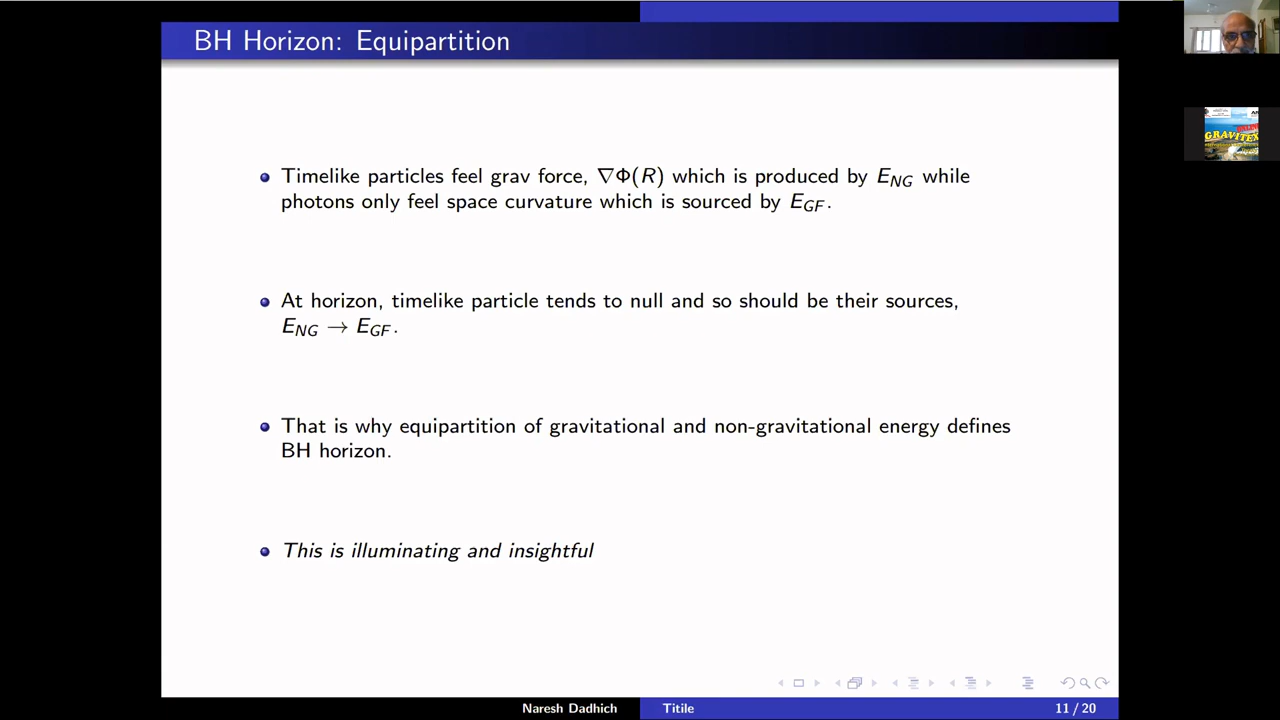 BH Horizon: Equipartition
Timelike particles feel grav force, ∇Φ(R) which is produced by E_NG while
photons only feel space curvature which is sourced by E_GF.
At horizon, timelike particle tends to null and so should be their sources,
E_NG → E_GF.
That is why equipartition of gravitational and non-gravitational energy defines
BH horizon.
This is illuminating and insightful
Naresh Dadhich
Titile
11 / 20